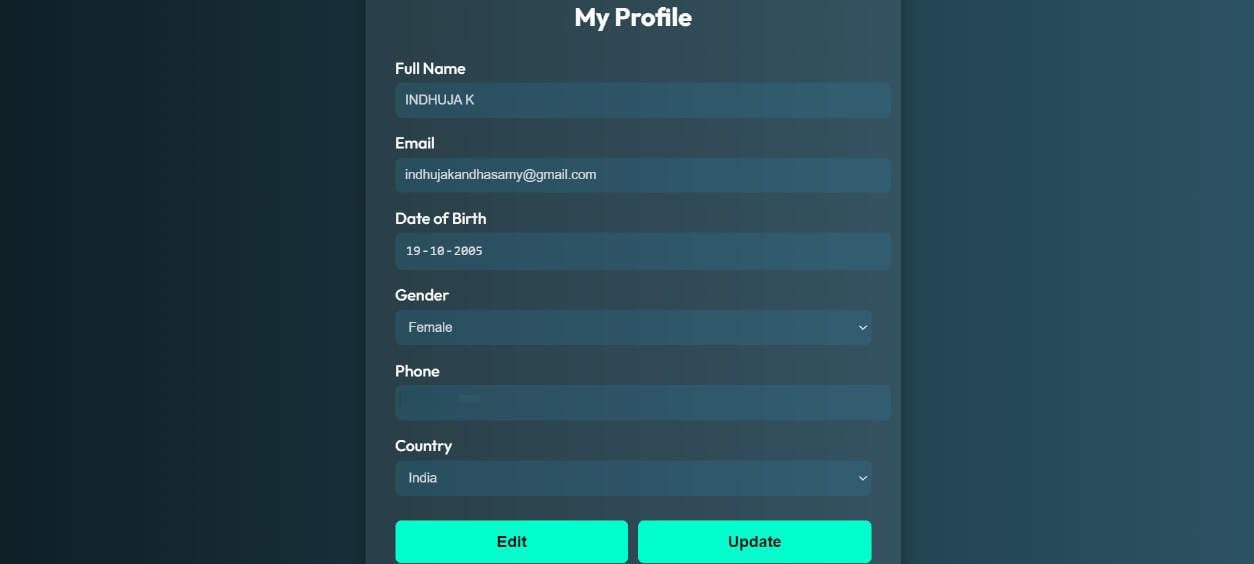 My Profile
Full Name
INDHUJA K
Email
indhujakandhasamy@gmail.com
Date of Birth
19-10-2005
Gender
Female
Phone
Country
India
Edit
Update